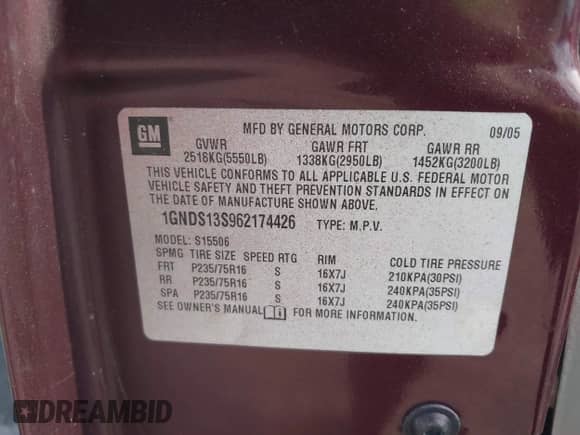 GM
MFD BY GENERAL MOTORS CORP. 09/05
GVWR GAWR FRT GAWR RR
2518KG(5550LB) 1338KG(2950LB) 1452KG(3200LB)
THIS VEHICLE CONFORMS TO ALL APPLICABLE U.S. FEDERAL MOTOR
VEHICLE SAFETY AND THEFT PREVENTION STANDARDS IN EFFECT ON
THE DATE OF MANUFACTURE SHOWN ABOVE.
1GNDS13S962174426 TYPE: M.P.V.
MODEL: S15506
SPMG TIRE SIZE SPEED RTG RIM COLD TIRE PRESSURE
FRT P235/75R16 S 16X7J 210KPA(30PSI)
RR P235/75R16 S 16X7J 240KPA(35PSI)
SPA P235/75R16 S 16X7J 240KPA(35PSI)
SEE OWNER'S MANUAL FOR MORE INFORMATION.
DREAMBID